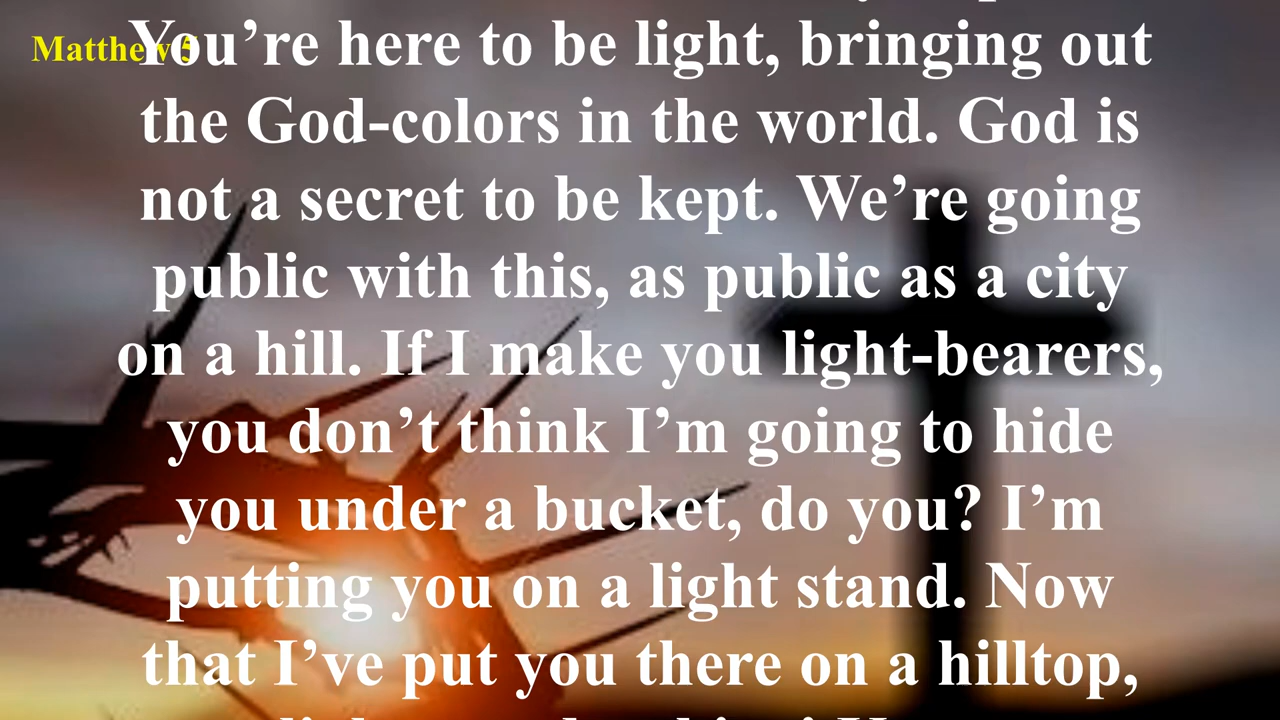 Matthew 5
You’re here to be light, bringing out
the God-colors in the world. God is
not a secret to be kept. We’re going
public with this, as public as a city
on a hill. If I make you light-bearers,
you don’t think I’m going to hide
you under a bucket, do you? I’m
putting you on a light stand. Now
that I’ve put you there on a hilltop,